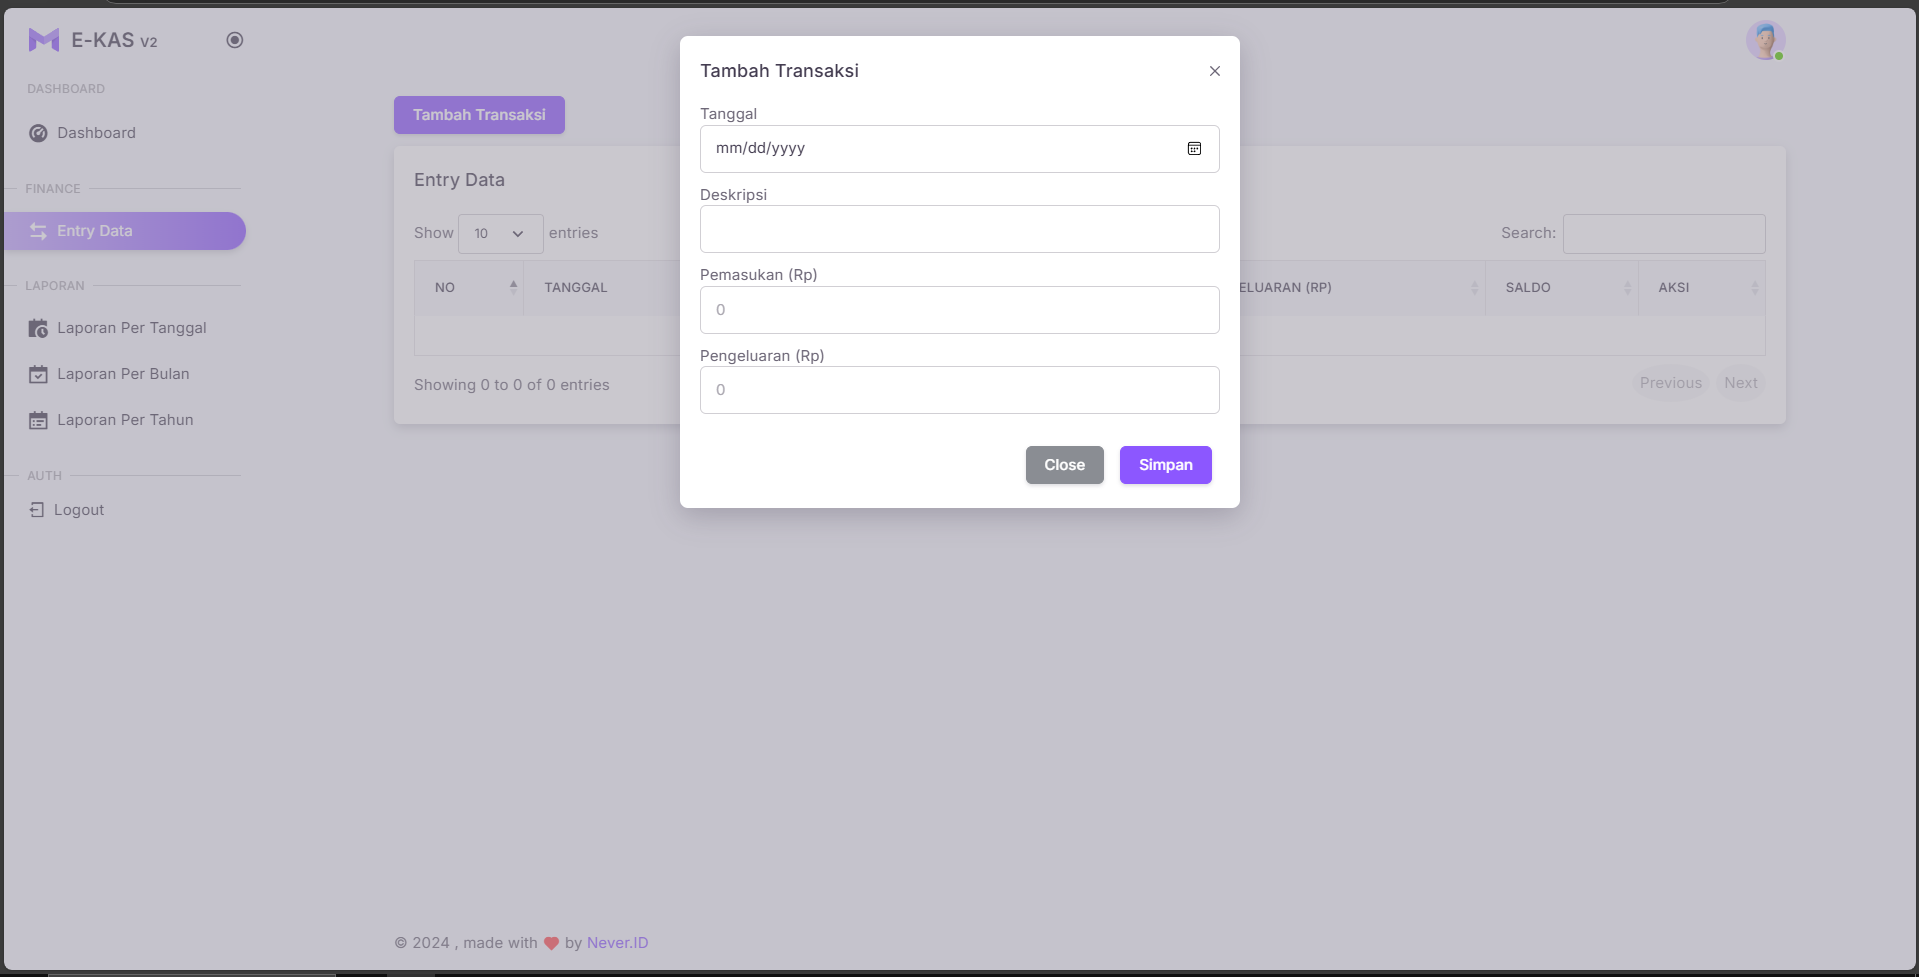 E-KAS V2
DASHBOARD
Dashboard
FINANCE
Entry Data
LAPORAN
Laporan Per Tanggal
Laporan Per Bulan
Laporan Per Tahun
AUTH
Logout
Tambah Transaksi
Entry Data
Show 10 entries
Search:
NO TANGGAL ELUARAN (RP) SALDO AKSI
Showing 0 to 0 of 0 entries
Previous Next
Tambah Transaksi
Tanggal
mm/dd/yyyy
Deskripsi
Pemasukan (Rp)
0
Pengeluaran (Rp)
0
Close Simpan
© 2024 , made with ❤ by Never.ID